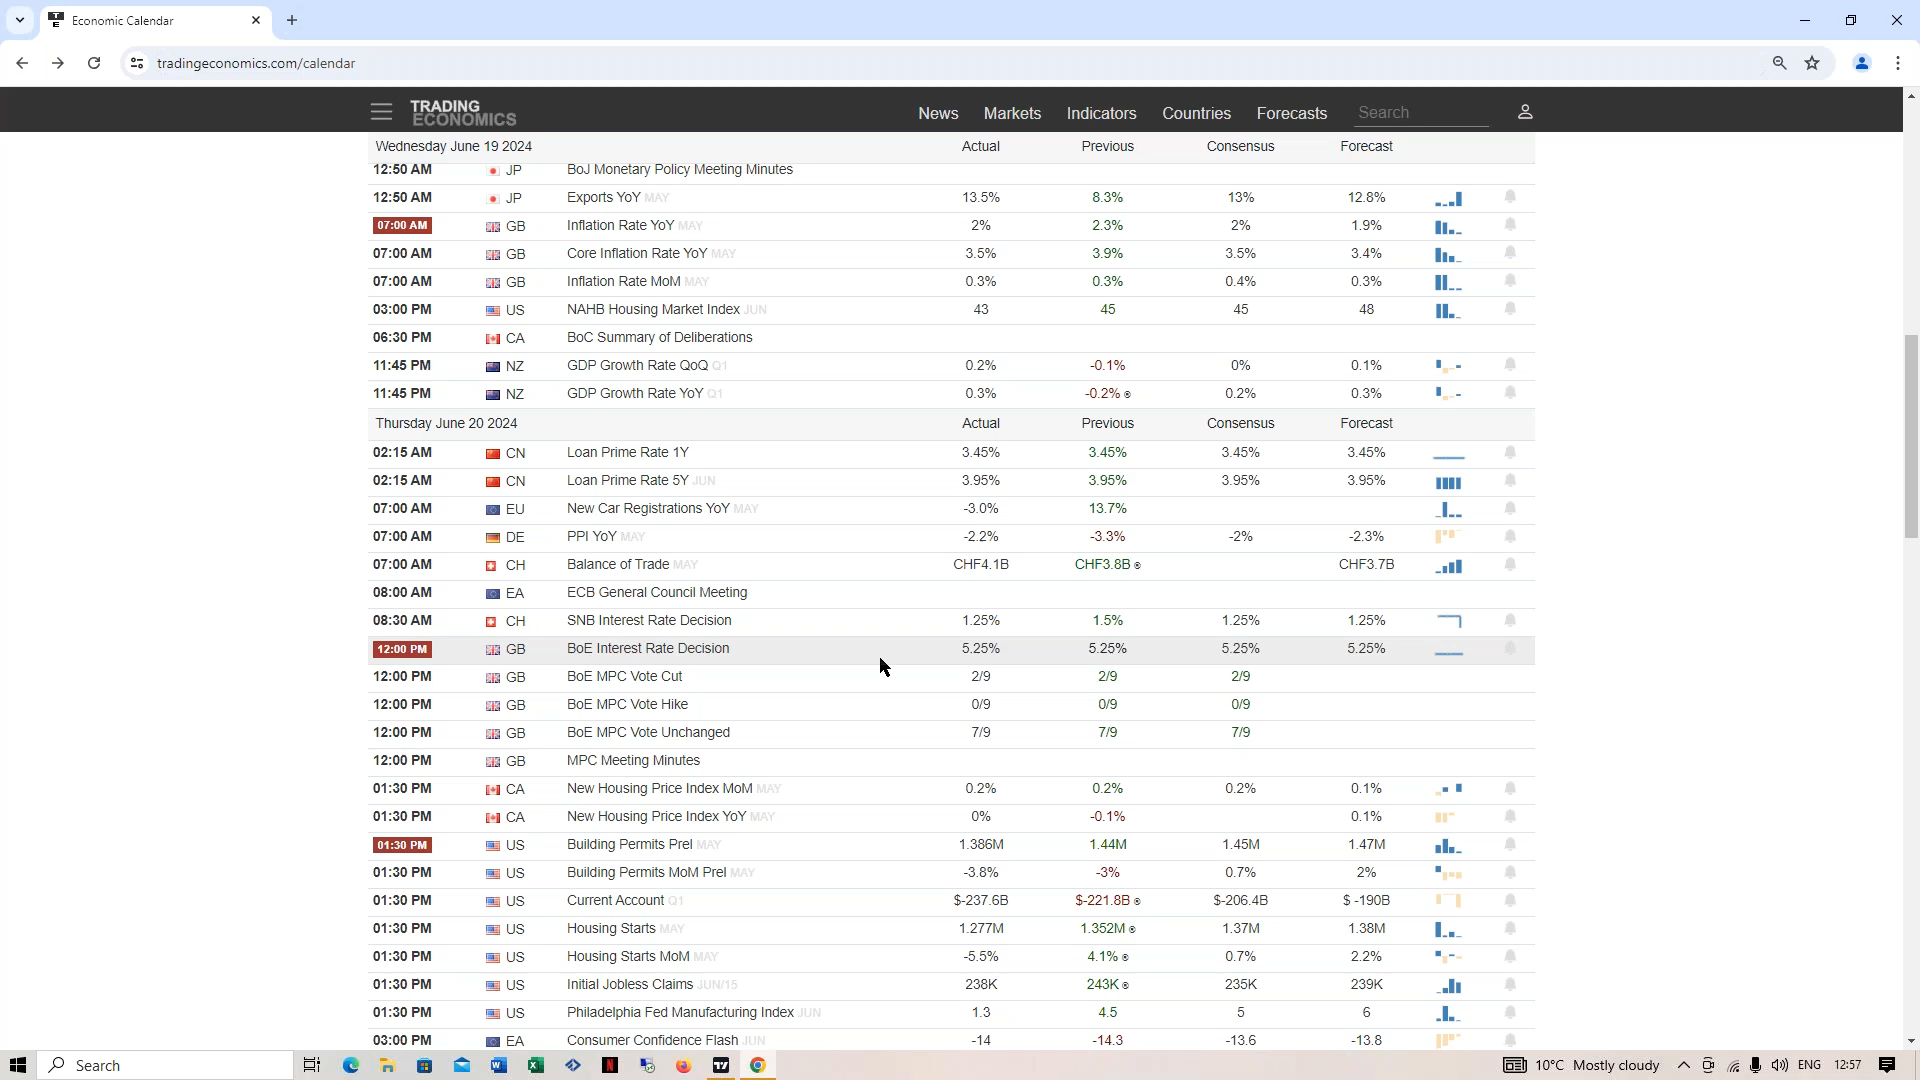 Economic Calendar
tradingeconomics.com/calendar
TRADING ECONOMICS News Markets Indicators Countries Forecasts Search
Wednesday June 19 2024 Actual Previous Consensus Forecast
12:50 AM JP BoJ Monetary Policy Meeting Minutes
12:50 AM JP Exports YoY MAY 13.5% 8.3% 13% 12.8%
07:00 AM GB Inflation Rate YoY MAY 2% 2.3% 2% 1.9%
07:00 AM GB Core Inflation Rate YoY MAY 3.5% 3.9% 3.5% 3.4%
07:00 AM GB Inflation Rate MoM MAY 0.3% 0.3% 0.4% 0.3%
03:00 PM US NAHB Housing Market Index JUN 43 45 45 48
06:30 PM CA BoC Summary of Deliberations
11:45 PM NZ GDP Growth Rate QoQ Q1 0.2% -0.1% 0% 0.1%
11:45 PM NZ GDP Growth Rate YoY Q1 0.3% -0.2% ® 0.2% 0.3%
Thursday June 20 2024 Actual Previous Consensus Forecast
02:15 AM CN Loan Prime Rate 1Y 3.45% 3.45% 3.45% 3.45%
02:15 AM CN Loan Prime Rate 5Y JUN 3.95% 3.95% 3.95% 3.95%
07:00 AM EU New Car Registrations YoY MAY -3.0% 13.7%
07:00 AM DE PPI YoY MAY -2.2% -3.3% -2% -2.3%
07:00 AM CH Balance of Trade MAY CHF4.1B CHF3.8B ® CHF3.7B
08:00 AM EA ECB General Council Meeting
08:30 AM CH SNB Interest Rate Decision 1.25% 1.5% 1.25% 1.25%
12:00 PM GB BoE Interest Rate Decision 5.25% 5.25% 5.25% 5.25%
12:00 PM GB BoE MPC Vote Cut 2/9 2/9 2/9
12:00 PM GB BoE MPC Vote Hike 0/9 0/9 0/9
12:00 PM GB BoE MPC Vote Unchanged 7/9 7/9 7/9
12:00 PM GB MPC Meeting Minutes
01:30 PM CA New Housing Price Index MoM MAY 0.2% 0.2% 0.2% 0.1%
01:30 PM CA New Housing Price Index YoY MAY 0% -0.1% 0.1%
01:30 PM US Building Permits Prel MAY 1.386M 1.44M 1.45M 1.47M
01:30 PM US Building Permits MoM Prel MAY -3.8% -3% 0.7% 2%
01:30 PM US Current Account Q1 $-237.6B $-221.8B ® $-206.4B $ -190B
01:30 PM US Housing Starts MAY 1.277M 1.352M ® 1.37M 1.38M
01:30 PM US Housing Starts MoM MAY -5.5% 4.1% ® 0.7% 2.2%
01:30 PM US Initial Jobless Claims JUN/15 238K 243K ® 235K 239K
01:30 PM US Philadelphia Fed Manufacturing Index JUN 1.3 4.5 5 6
03:00 PM EA Consumer Confidence Flash JUN -14 -14.3 -13.6 -13.8
Search 10°C Mostly cloudy ENG 12:57